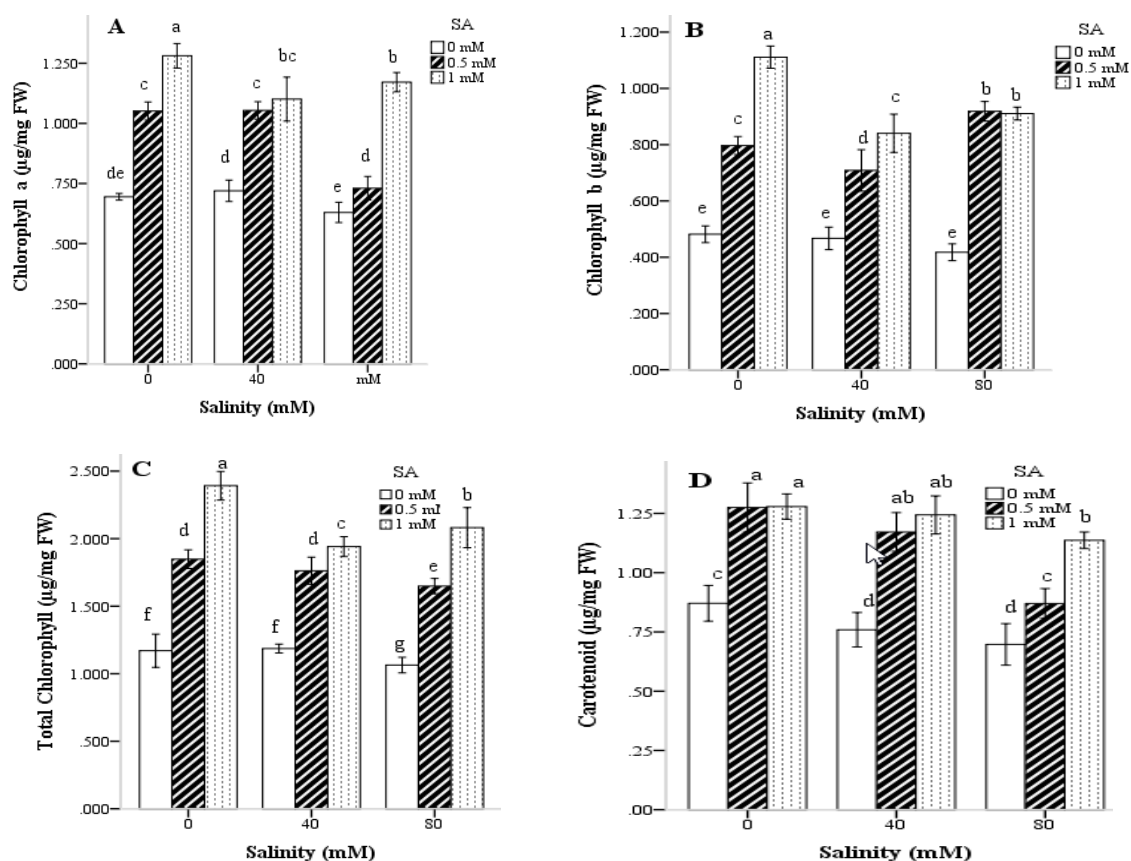 A
SA
0 mM
0.5 mM
1 mM
Chlorophyll a (µg/mg FW)
1.250
1.000
.750
.500
.250
.000
de
c
a
d
c
bc
e
d
b
0
40
mM
Salinity (mM)
B
SA
0 mM
0.5 mM
1 mM
Chlorophyll b (µg/mg FW)
1.200
1.000
.800
.600
.400
.200
.000
e
c
a
e
d
c
e
b
b
0
40
80
Salinity (mM)
C
SA
0 mM
0.5 mM
1 mM
Total Chlorophyll (µg/mg FW)
2.500
2.000
1.500
1.000
.500
.000
f
d
a
f
d
c
g
e
b
0
40
80
Salinity (mM)
D
SA
0 mM
0.5 mM
1 mM
Carotenoid (µg/mg FW)
1.25
1.00
.75
.50
.25
.00
c
a
a
d
ab
ab
d
c
b
0
40
80
Salinity (mM)